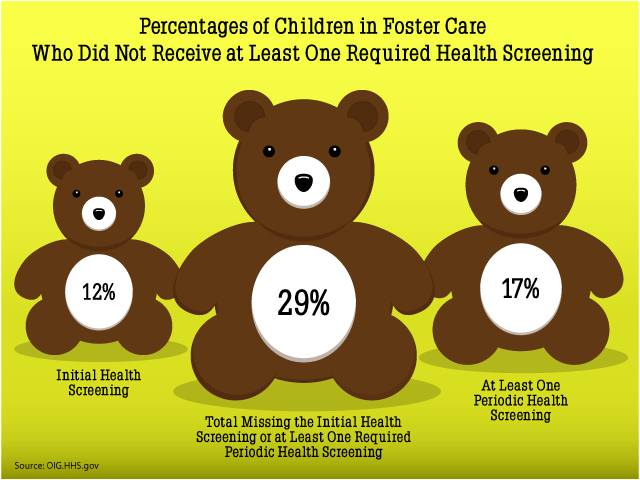 Percentages of Children in Foster Care
Who Did Not Receive at Least One Required Health Screening
12%
29%
17%
Initial Health
Screening
Total Missing the Initial Health
Screening or at Least One Required
Periodic Health Screening
At Least One
Periodic Health
Screening
Source: OIG.HHS.gov